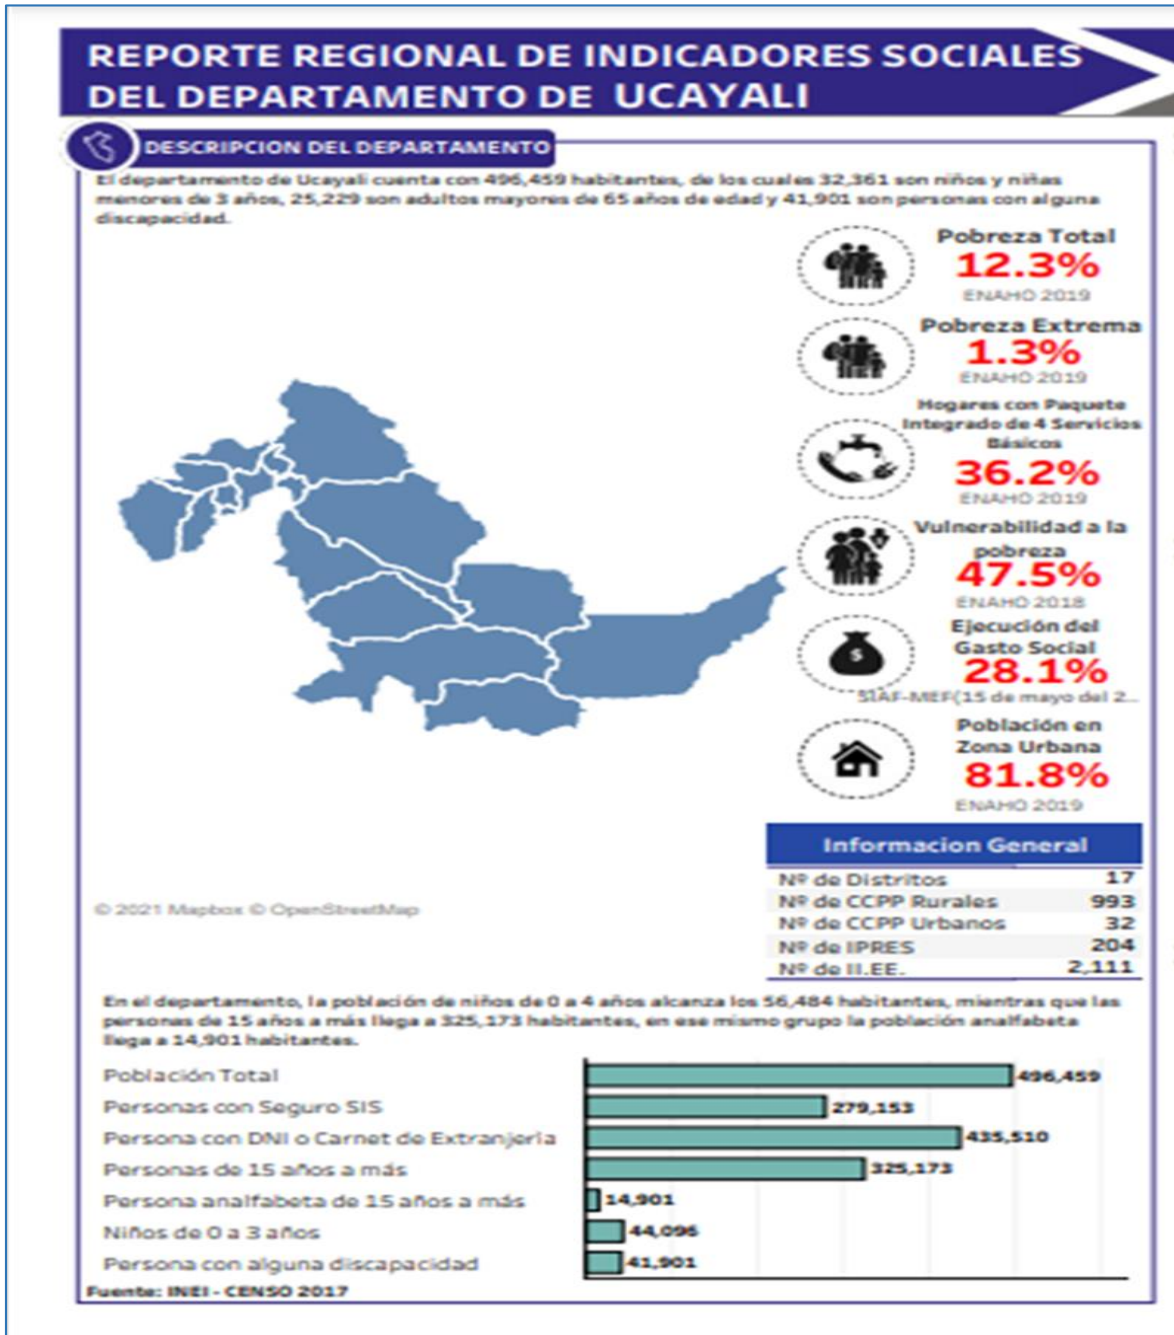 REPORTE REGIONAL DE INDICADORES SOCIALES
DEL DEPARTAMENTO DE UCAYALI
DESCRIPCION DEL DEPARTAMENTO
El departamento de Ucayali cuenta con 496,459 habitantes, de los cuales 32,361 son niños y niñas
menores de 3 años, 25,229 son adultos mayores de 65 años de edad y 41,901 son personas con alguna
discapacidad.
Pobreza Total
12.3%
ENAHO 2019
Pobreza Extrema
1.3%
ENAHO 2019
Hogares con Paquete
Integrado de 4 Servicios
Básicos
36.2%
ENAHO 2019
Vulnerabilidad a la
pobreza
47.5%
ENAHO 2018
Ejecución del
Gasto Social
$
28.1%
SIAF-MEF(15 de mayo del 2...
Población en
Zona Urbana
81.8%
ENAHO 2019
Informacion General
Nº de Distritos 17
Nº de CCPP Rurales 993
Nº de CCPP Urbanos 32
Nº de IPRES 204
Nº de II.EE. 2,111
© 2021 Mapbox © OpenStreetMap
En el departamento, la población de niños de 0 a 4 años alcanza los 56,484 habitantes, mientras que las
personas de 15 años a más llega a 325,173 habitantes, en ese mismo grupo la población analfabeta
llega a 14,901 habitantes.
Población Total 496,459
Personas con Seguro SIS 279,153
Persona con DNI o Carnet de Extranjería 435,510
Personas de 15 años a más 325,173
Persona analfabeta de 15 años a más 14,901
Niños de 0 a 3 años 44,096
Persona con alguna discapacidad 41,901
Fuente: INEI - CENSO 2017